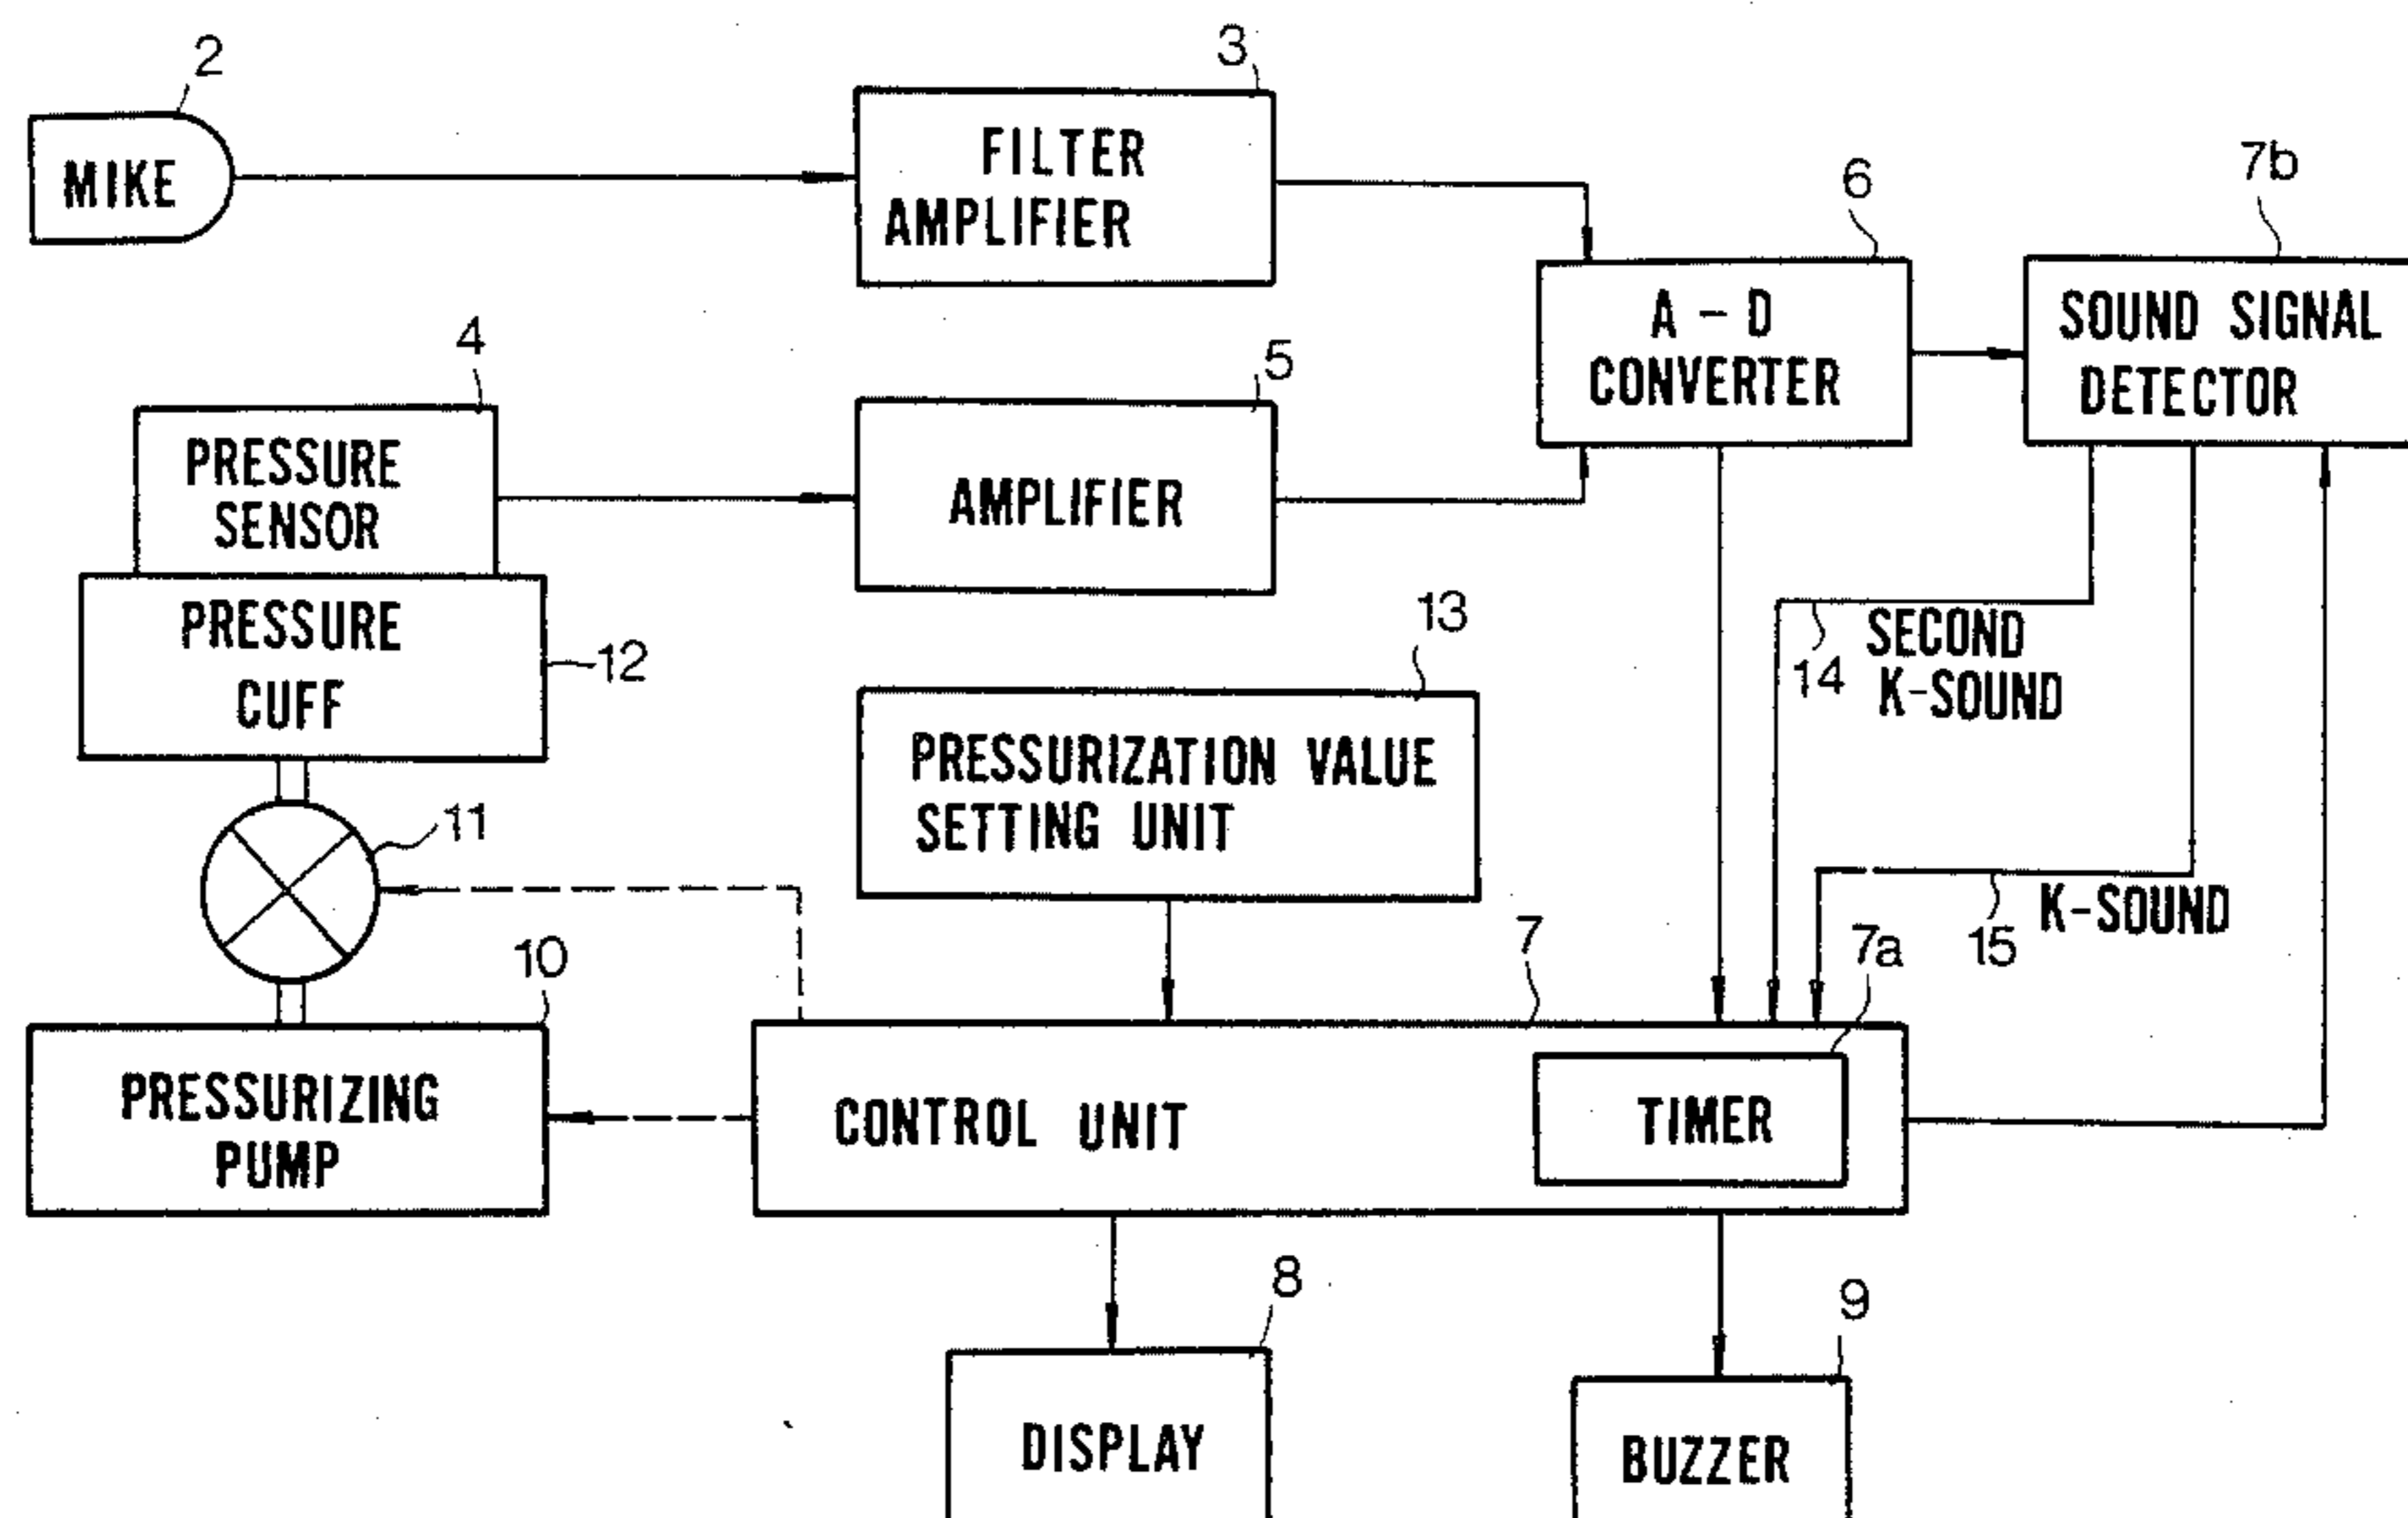 2
MIKE
3
FILTER
AMPLIFIER
6
A - D
CONVERTER
7b
SOUND SIGNAL
DETECTOR
4
PRESSURE
SENSOR
5
AMPLIFIER
PRESSURE
CUFF
12
13
PRESSURIZATION VALUE
SETTING UNIT
14
SECOND
K-SOUND
15
K-SOUND
11
10
PRESSURIZING
PUMP
7
CONTROL UNIT
7a
TIMER
8
DISPLAY
9
BUZZER